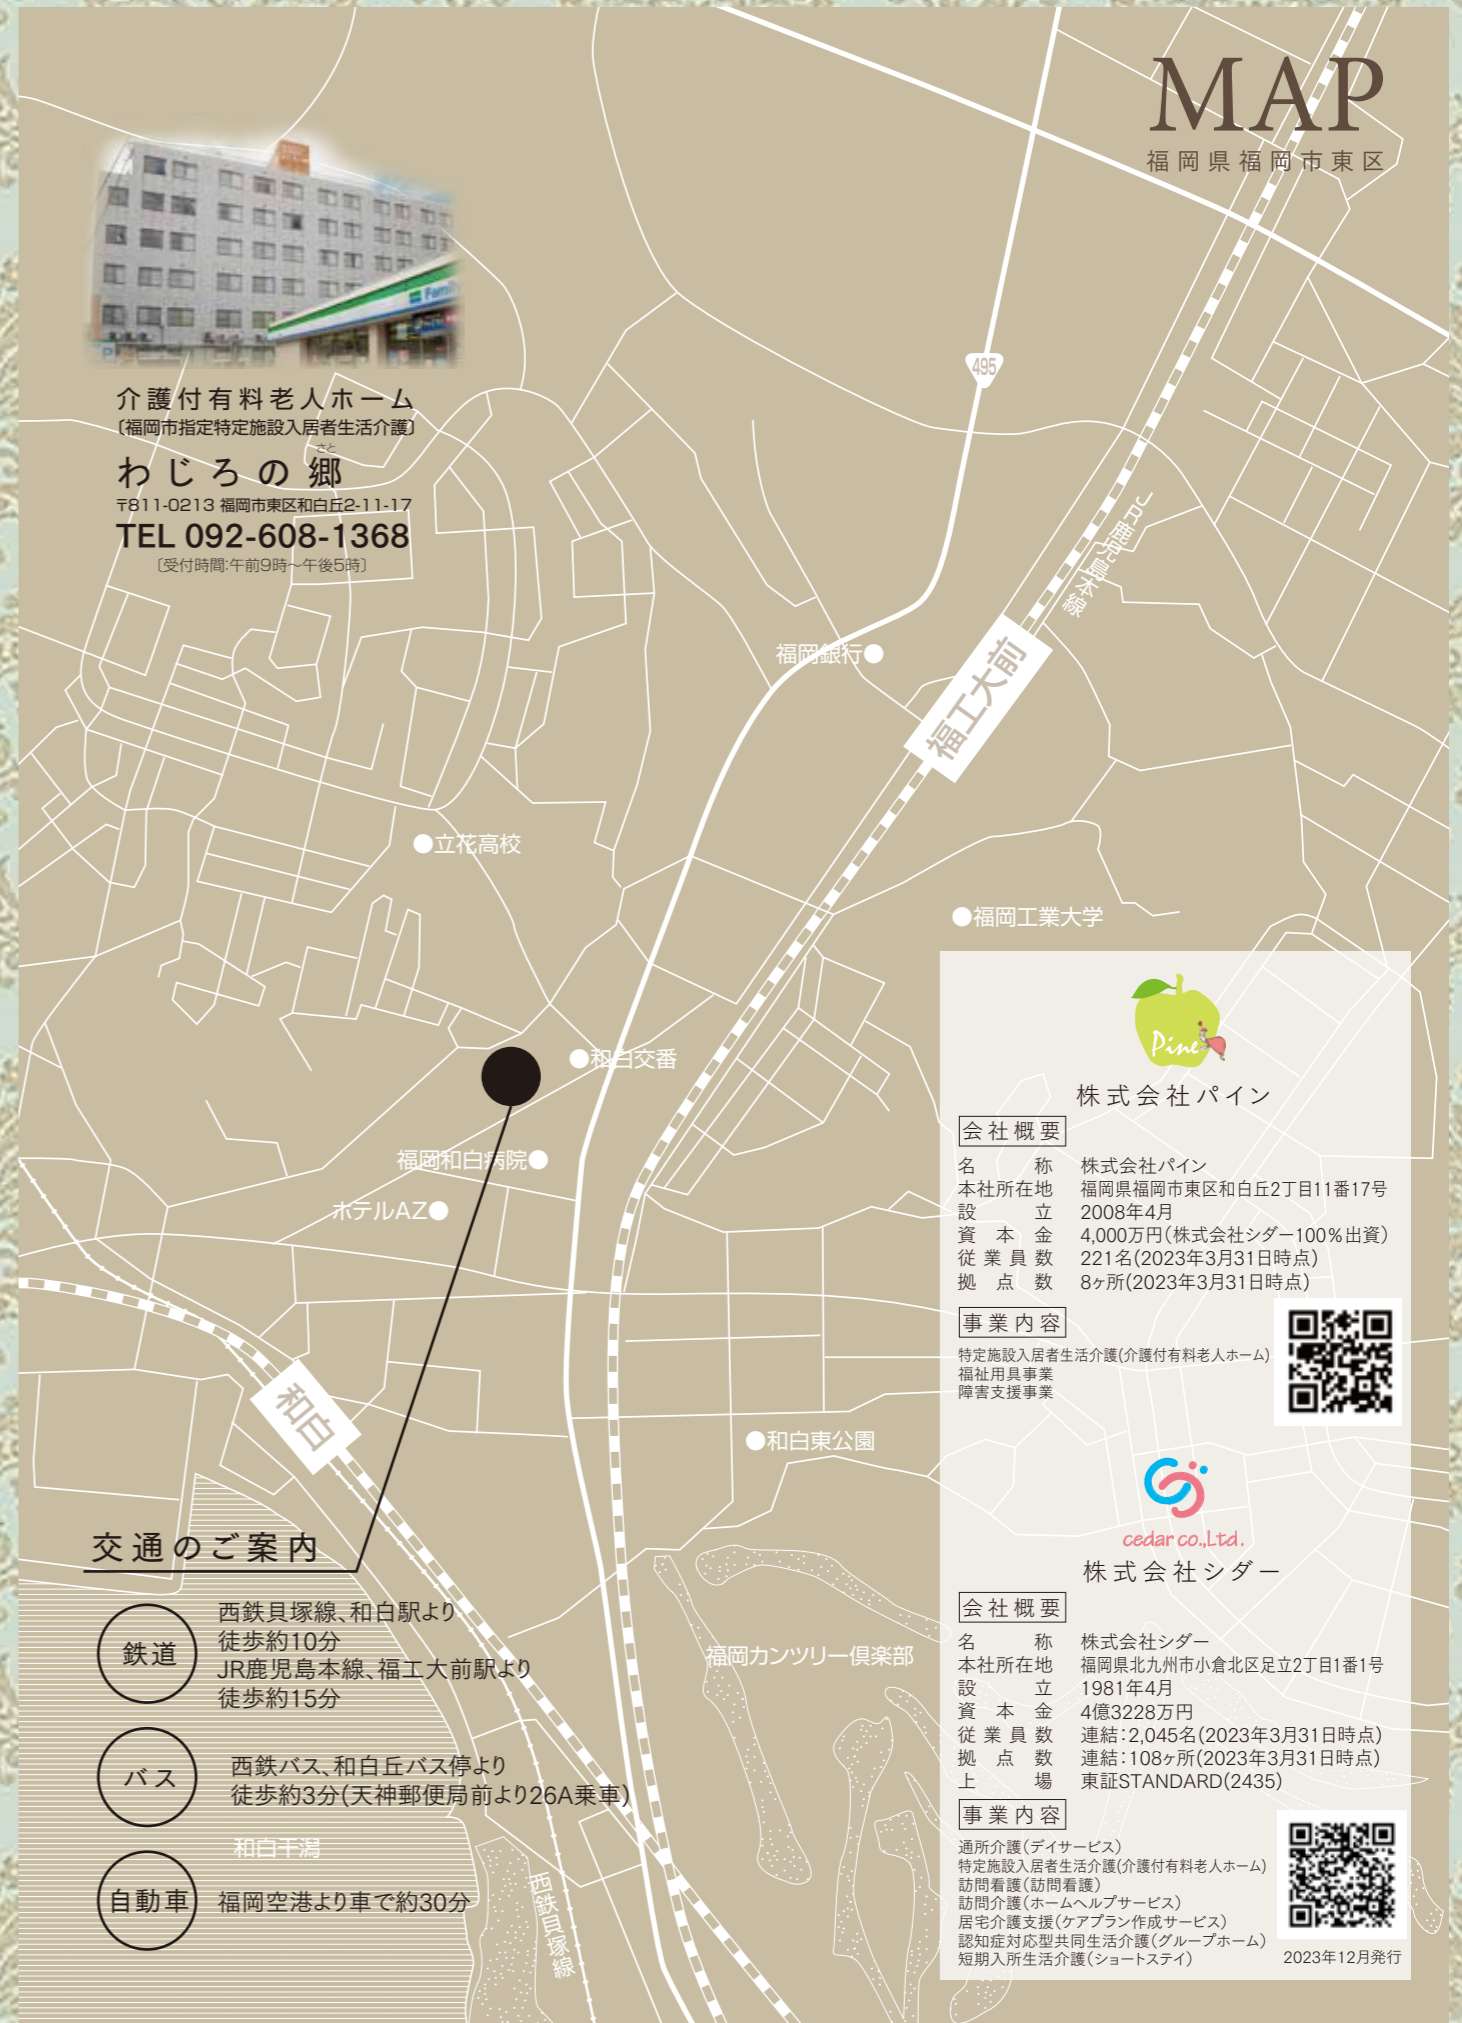 MAP
福岡県福岡市東区
介護付有料老人ホーム
〔福岡市指定特定施設入居者生活介護〕
さと
わじろの郷
〒811-0213 福岡市東区和白丘2-11-17
TEL 092-608-1368
〔受付時間:午前9時〜午後5時〕
495
JR鹿児島本線
福岡銀行●
福工大前
●立花高校
●福岡工業大学
●和白交番
福岡和白病院●
ホテルAZ●
和白
●和白東公園
福岡カンツリー倶楽部
和白干潟
西鉄貝塚線
交通のご案内
鉄道
西鉄貝塚線、和白駅より
徒歩約10分
JR鹿児島本線、福工大前駅より
徒歩約15分
バス
西鉄バス、和白丘バス停より
徒歩約3分(天神郵便局前より26A乗車)
自動車
福岡空港より車で約30分
Pine
株式会社パイン
会社概要
名称 株式会社パイン
本社所在地 福岡県福岡市東区和白丘2丁目11番17号
設立 2008年4月
資本金 4,000万円(株式会社シダー100%出資)
従業員数 221名(2023年3月31日時点)
拠点数 8ヶ所(2023年3月31日時点)
事業内容
特定施設入居者生活介護(介護付有料老人ホーム)
福祉用具事業
障害支援事業
cedar co.,Ltd.
株式会社シダー
会社概要
名称 株式会社シダー
本社所在地 福岡県北九州市小倉北区足立2丁目1番1号
設立 1981年4月
資本金 4億3228万円
従業員数 連結:2,045名(2023年3月31日時点)
拠点数 連結:108ヶ所(2023年3月31日時点)
上場 東証STANDARD(2435)
事業内容
通所介護(デイサービス)
特定施設入居者生活介護(介護付有料老人ホーム)
訪問看護(訪問看護)
訪問介護(ホームヘルプサービス)
居宅介護支援(ケアプラン作成サービス)
認知症対応型共同生活介護(グループホーム)
短期入所生活介護(ショートステイ)
2023年12月発行